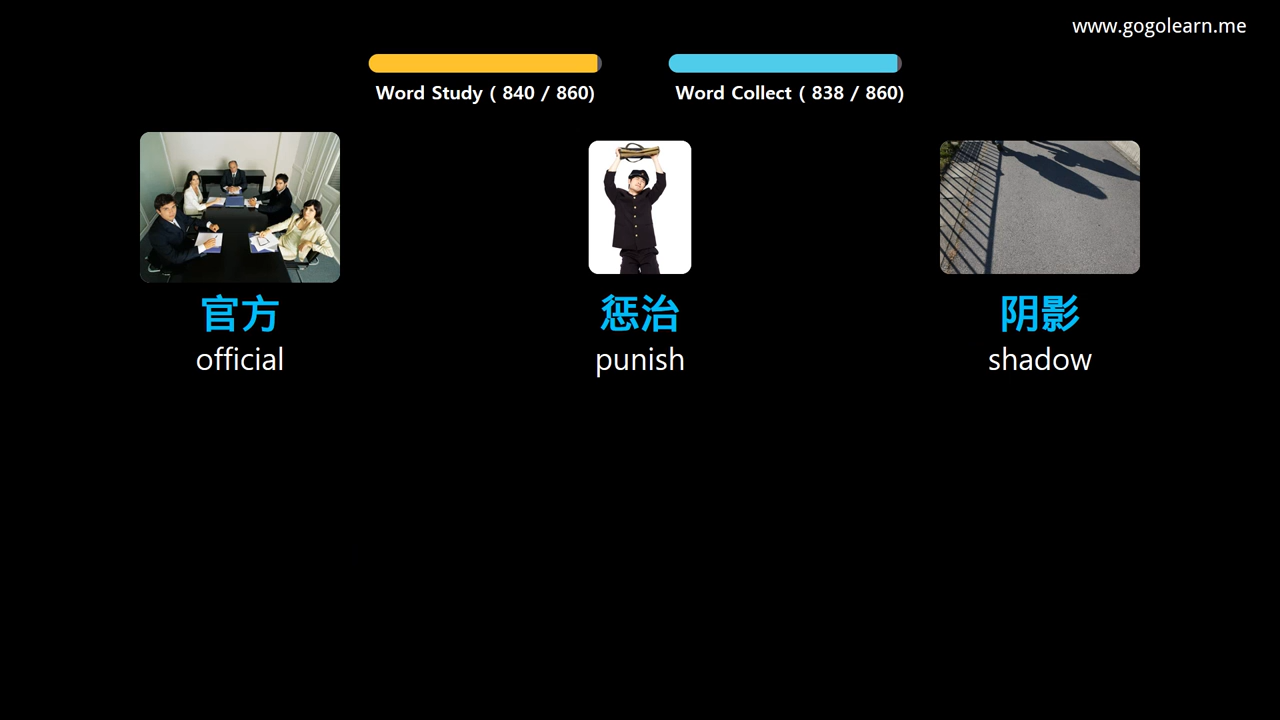 www.gogolearn.me
Word Study ( 840 / 860)
Word Collect ( 838 / 860)
官方
official
惩治
punish
阴影
shadow